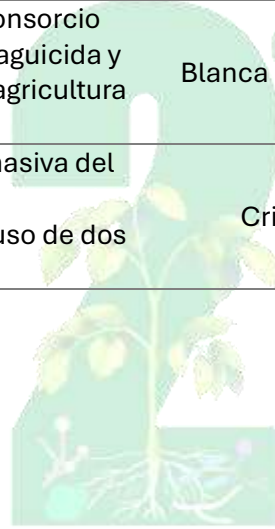 onsorcio
aguicida y
Blanca
agricultura
nasiva del
Cri
uso de dos